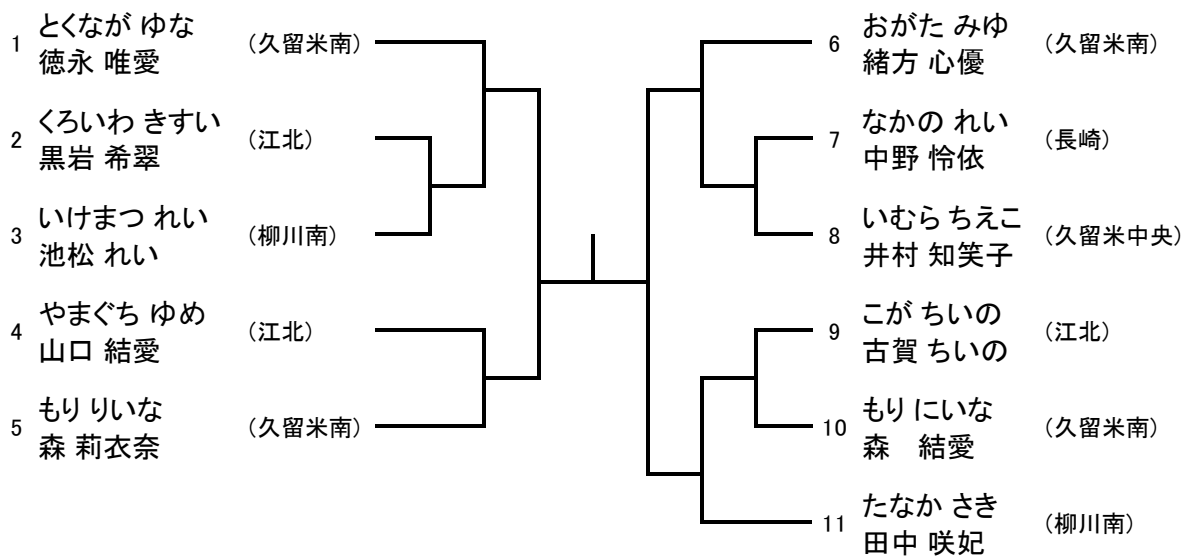 1
とくなが ゆな
徳永 唯愛
（久留米南）
2
くろいわ きすい
黒岩 希翠
（江北）
3
いけまつ れい
池松 れい
（柳川南）
4
やまぐち ゆめ
山口 結愛
（江北）
5
もり りいな
森 莉衣奈
（久留米南）
6
おがた みゆ
緒方 心優
（久留米南）
7
なかの れい
中野 怜依
（長崎）
8
いむら ちえこ
井村 知笑子
（久留米中央）
9
こが ちいの
古賀 ちいの
（江北）
10
もり にいな
森　結愛
（久留米南）
11
たなか さき
田中 咲妃
（柳川南）